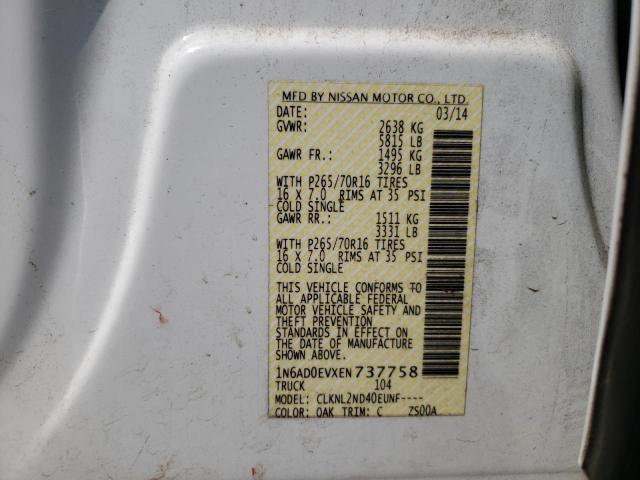 MFD BY NISSAN MOTOR CO., LTD.
DATE: 03/14
GVWR: 2638 KG
5815 LB
GAWR FR.: 1495 KG
3296 LB
WITH P265/70R16 TIRES
16 X 7.0 RIMS AT 35 PSI
COLD SINGLE
GAWR RR.: 1511 KG
3331 LB
WITH P265/70R16 TIRES
16 X 7.0 RIMS AT 35 PSI
COLD SINGLE
THIS VEHICLE CONFORMS TO
ALL APPLICABLE FEDERAL
MOTOR VEHICLE SAFETY AND
THEFT PREVENTION
STANDARDS IN EFFECT ON
THE DATE OF MANUFACTURE
SHOWN ABOVE.
1N6AD0EVXEN737758
TRUCK 104
MODEL: CLKNL2ND40EUNF----
COLOR: QAK TRIM: C ZS00A